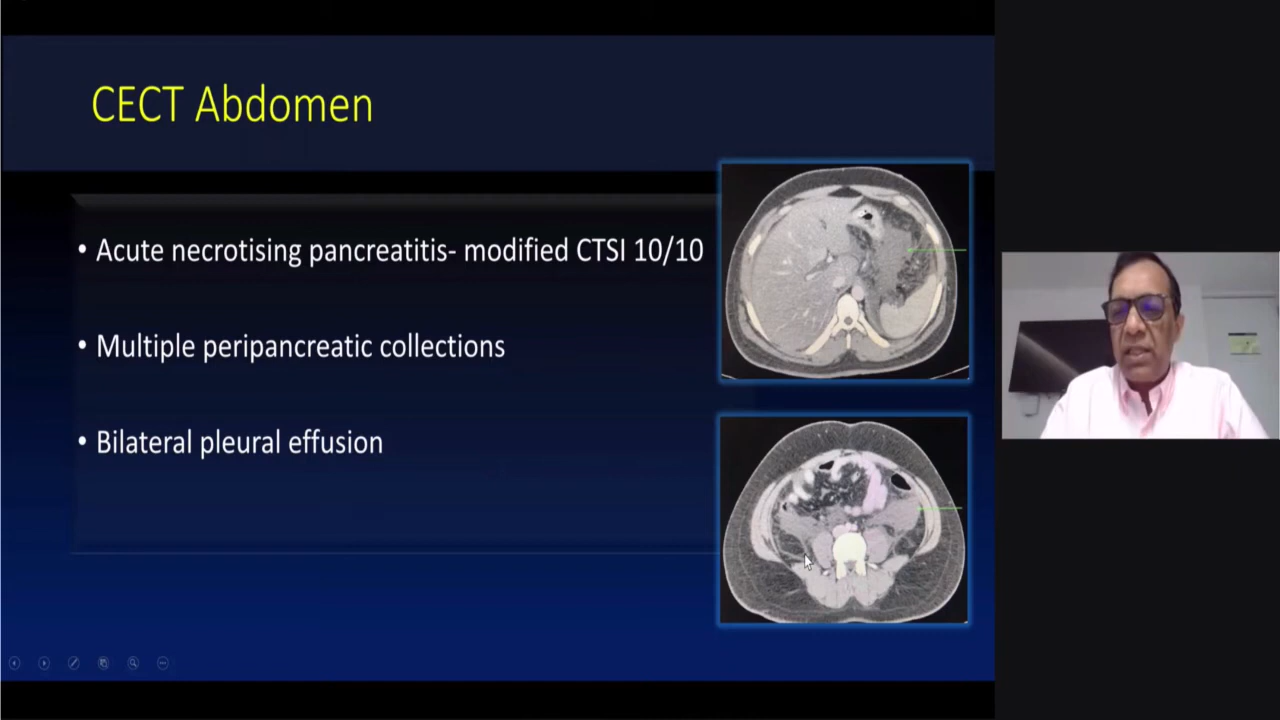 CECT Abdomen
• Acute necrotising pancreatitis- modified CTSI 10/10
• Multiple peripancreatic collections
• Bilateral pleural effusion